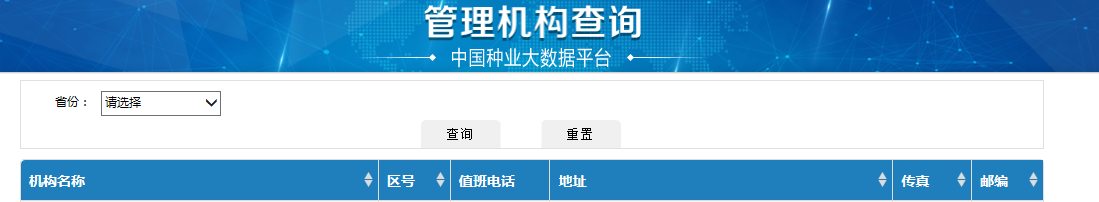 管理机构查询
中国种业大数据平台
省份： 请选择
查询 重置
机构名称 区号 值班电话 地址 传真 邮编